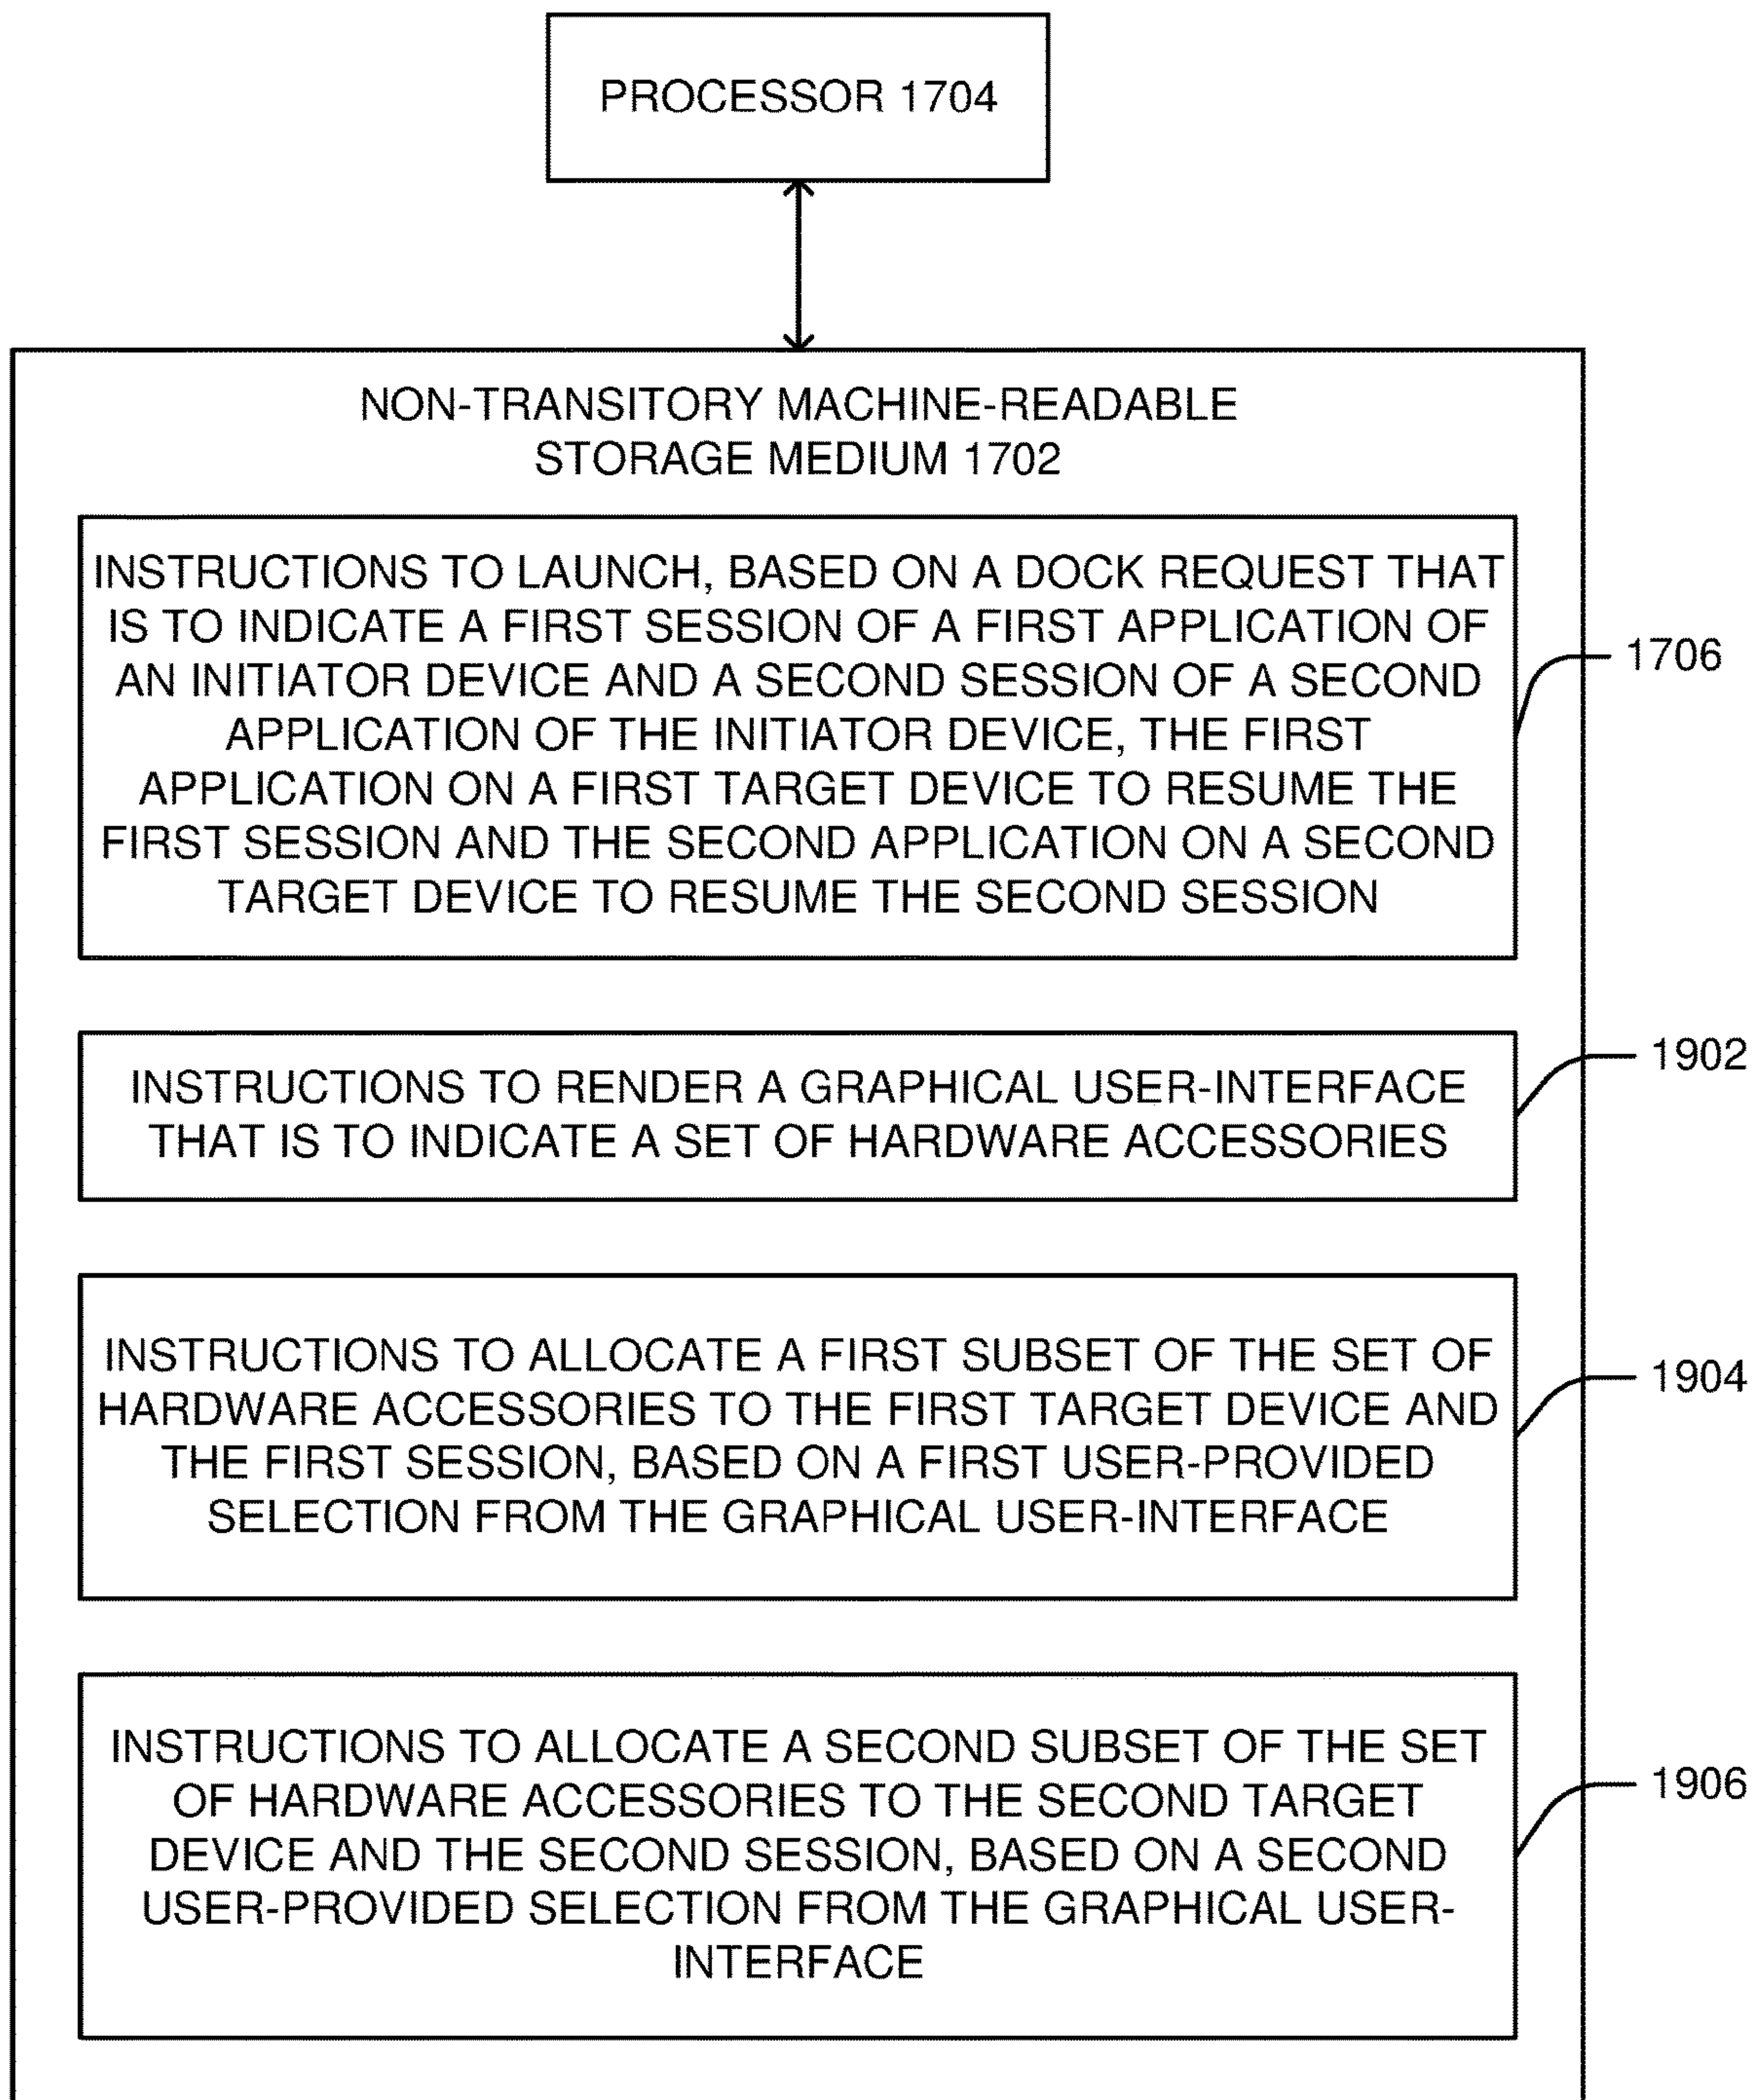 PROCESSOR 1704
NON-TRANSITORY MACHINE-READABLE
STORAGE MEDIUM 1702
INSTRUCTIONS TO LAUNCH, BASED ON A DOCK REQUEST THAT
IS TO INDICATE A FIRST SESSION OF A FIRST APPLICATION OF
AN INITIATOR DEVICE AND A SECOND SESSION OF A SECOND
APPLICATION OF THE INITIATOR DEVICE, THE FIRST
APPLICATION ON A FIRST TARGET DEVICE TO RESUME THE
FIRST SESSION AND THE SECOND APPLICATION ON A SECOND
TARGET DEVICE TO RESUME THE SECOND SESSION
1706
INSTRUCTIONS TO RENDER A GRAPHICAL USER-INTERFACE
THAT IS TO INDICATE A SET OF HARDWARE ACCESSORIES
1902
INSTRUCTIONS TO ALLOCATE A FIRST SUBSET OF THE SET OF
HARDWARE ACCESSORIES TO THE FIRST TARGET DEVICE AND
THE FIRST SESSION, BASED ON A FIRST USER-PROVIDED
SELECTION FROM THE GRAPHICAL USER-INTERFACE
1904
INSTRUCTIONS TO ALLOCATE A SECOND SUBSET OF THE SET
OF HARDWARE ACCESSORIES TO THE SECOND TARGET
DEVICE AND THE SECOND SESSION, BASED ON A SECOND
USER-PROVIDED SELECTION FROM THE GRAPHICAL USER-
INTERFACE
1906